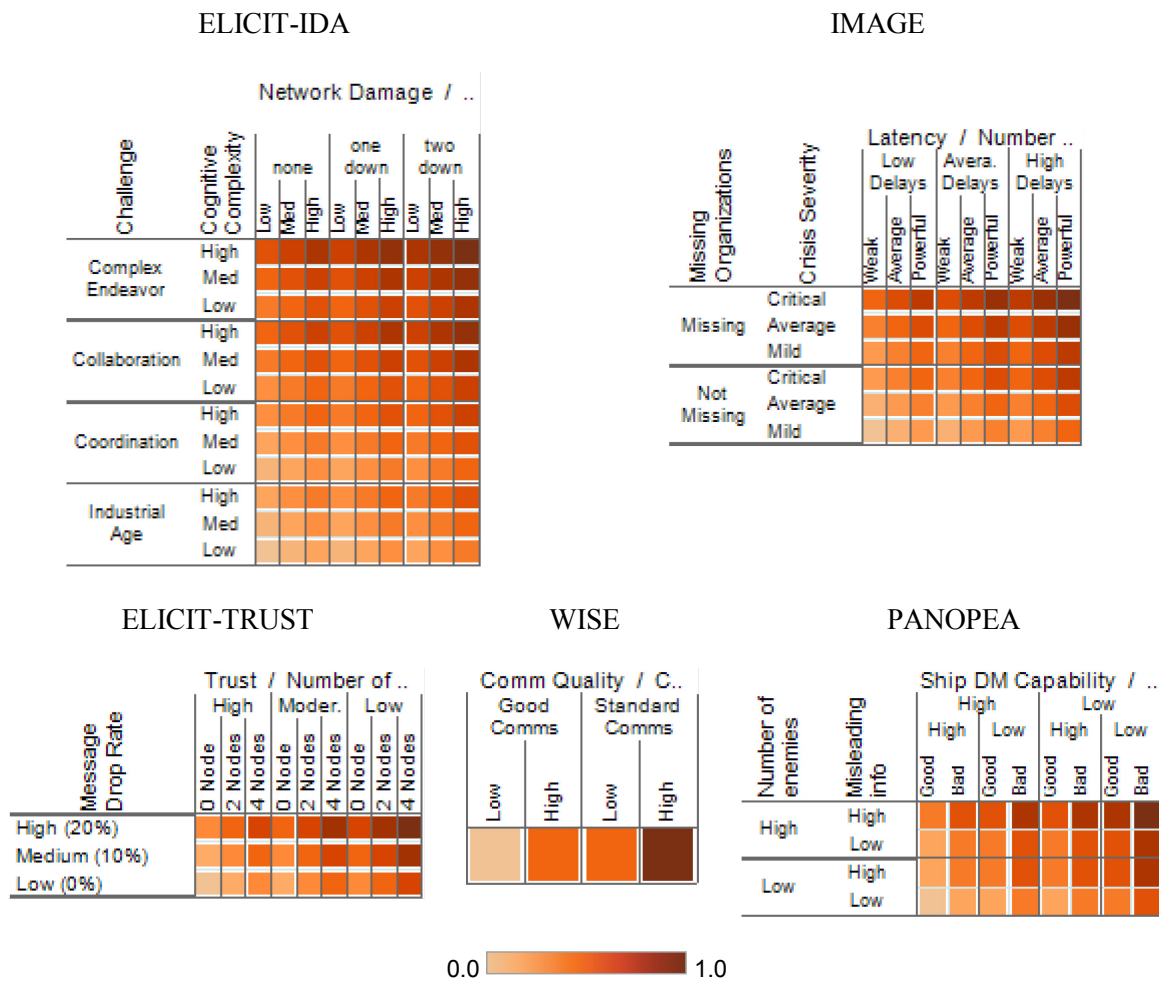 ELICIT-IDA
Network Damage / ..
Challenge
Cognitive
Complexity
none
one
down
two
down
Low Med High Low Med High Low Med High
Complex
Endeavor
High
Med
Low
Collaboration
High
Med
Low
Coordination
High
Med
Low
Industrial
Age
High
Med
Low
IMAGE
Latency / Number ..
Missing
Organizations
Crisis Severity
Low
Delays
Avera.
Delays
High
Delays
Weak Average Powerful Weak Average Powerful Weak Average Powerful
Missing
Critical
Average
Mild
Not
Missing
Critical
Average
Mild
ELICIT-TRUST
Trust / Number of ..
Message
Drop Rate
High Moder. Low
0 Node 2 Nodes 4 Nodes 0 Node 2 Nodes 4 Nodes 0 Node 2 Nodes 4 Nodes
High (20%)
Medium (10%)
Low (0%)
WISE
Comm Quality / C..
Good
Comms
Standard
Comms
Low High Low High
PANOPEA
Ship DM Capability / ..
Number of
enemies
Misleading
info
High Low
High Low High Low
Good Bad Good Bad Good Bad Good Bad
High
High
Low
Low
High
Low
0.0 1.0